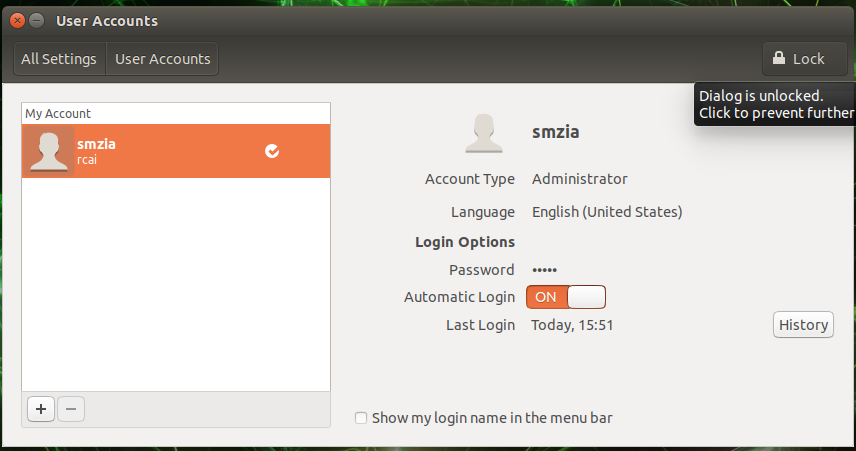 User Accounts
All Settings
User Accounts
Lock
Dialog is unlocked.
Click to prevent further
My Account
smzia
rcai
smzia
Account Type Administrator
Language English (United States)
Login Options
Password •••••
Automatic Login ON
Last Login Today, 15:51
History
+ −
Show my login name in the menu bar